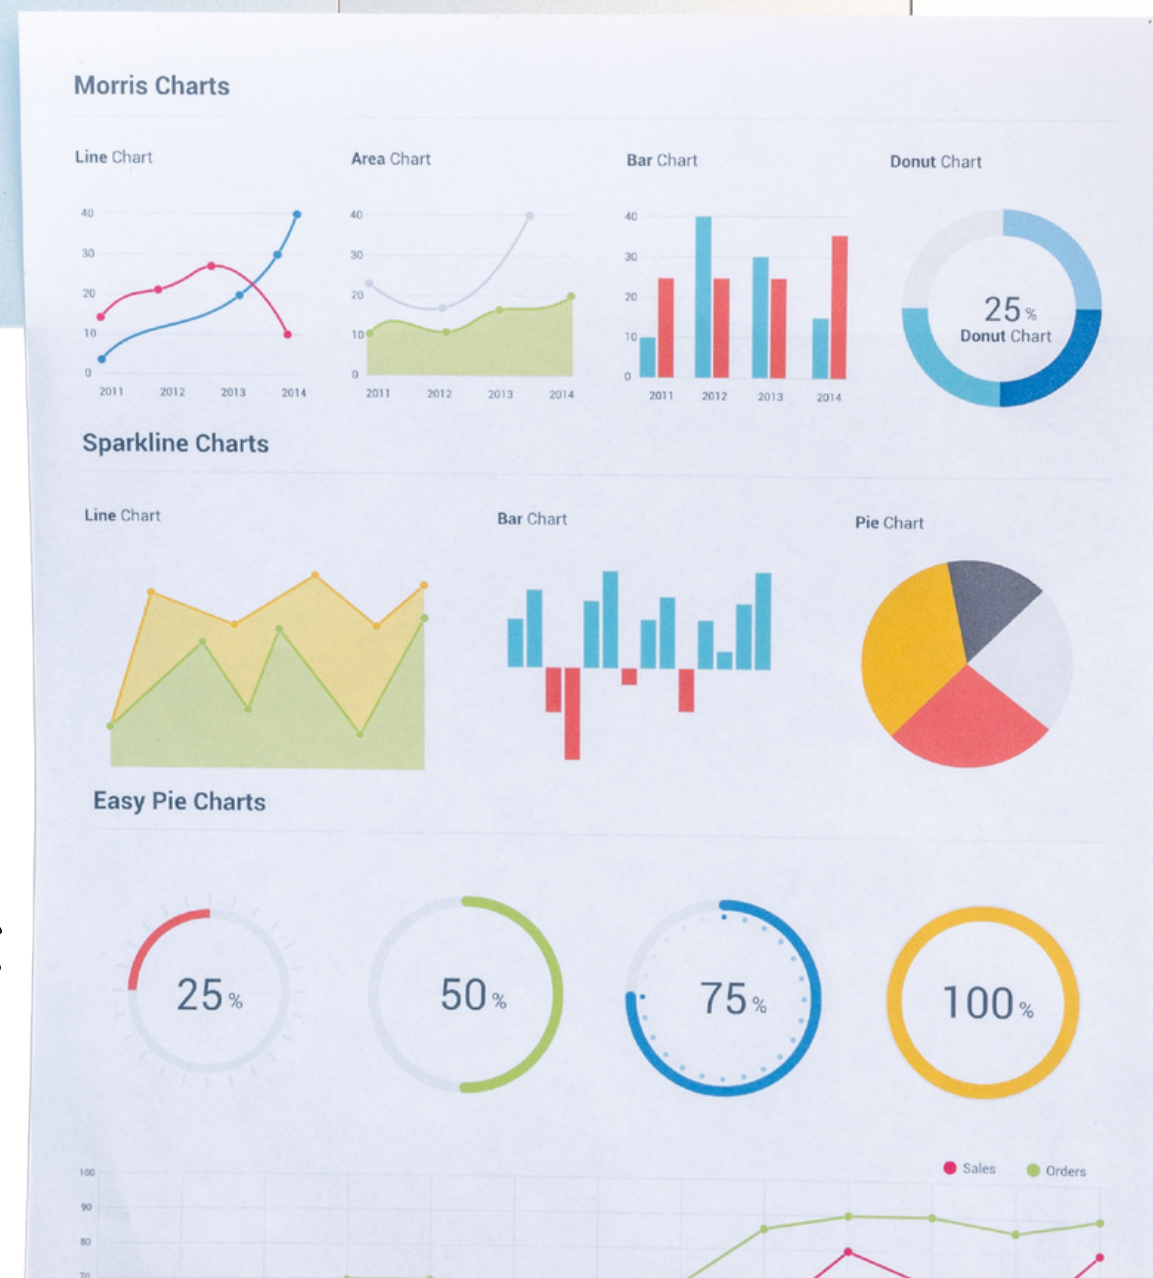 Morris Charts
Line Chart
Area Chart
Bar Chart
Donut Chart
40
30
20
10
0
2011 2012 2013 2014
40
30
20
10
0
2011 2012 2013 2014
40
30
20
10
0
2011 2012 2013 2014
25 %
Donut Chart
Sparkline Charts
Line Chart
Bar Chart
Pie Chart
Easy Pie Charts
25 %
50 %
75 %
100 %
Sales Orders
100
90
80
70